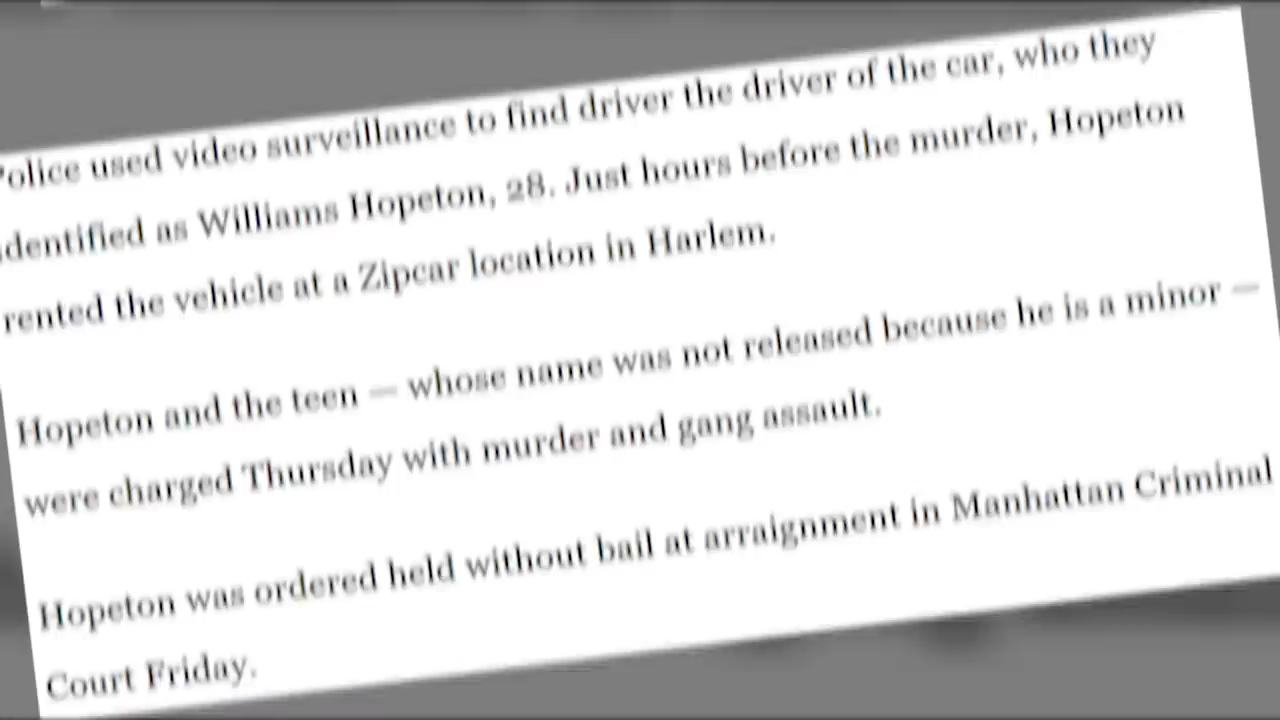 Police used video surveillance to find driver the driver of the car, who they
identified as Williams Hopeton, 28. Just hours before the murder, Hopeton
rented the vehicle at a Zipcar location in Harlem.
Hopeton and the teen — whose name was not released because he is a minor —
were charged Thursday with murder and gang assault.
Hopeton was ordered held without bail at arraignment in Manhattan Criminal
Court Friday.